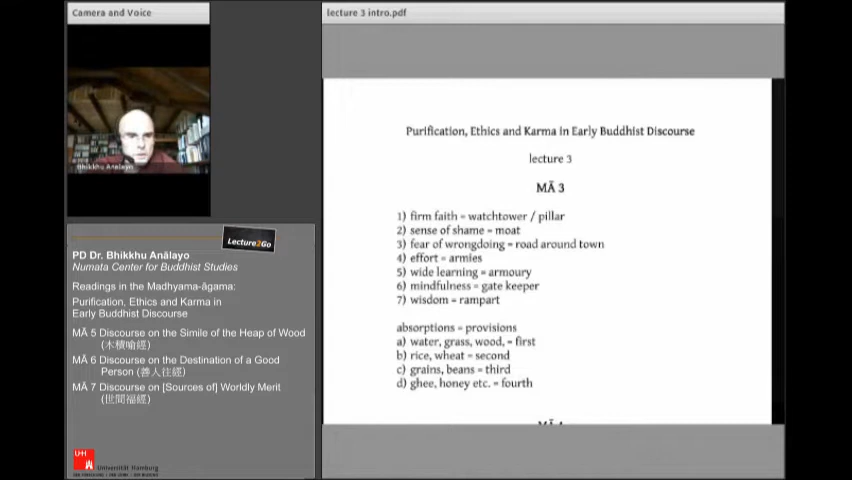 Camera and Voice
Bhikkhu Anālayo
Lecture2Go
PD Dr. Bhikkhu Anālayo
Numata Center for Buddhist Studies
Readings in the Madhyama-āgama:
Purification, Ethics and Karma in
Early Buddhist Discourse
MĀ 5 Discourse on the Simile of the Heap of Wood
(木積喻經)
MĀ 6 Discourse on the Destination of a Good
Person (善人往經)
MĀ 7 Discourse on [Sources of] Worldly Merit
(世間福經)
UH
Universität Hamburg
lecture 3 intro.pdf
Purification, Ethics and Karma in Early Buddhist Discourse
lecture 3
MĀ 3
1) firm faith = watchtower / pillar
2) sense of shame = moat
3) fear of wrongdoing = road around town
4) effort = armies
5) wide learning = armoury
6) mindfulness = gate keeper
7) wisdom = rampart
absorptions = provisions
a) water, grass, wood, = first
b) rice, wheat = second
c) grains, beans = third
d) ghee, honey etc. = fourth